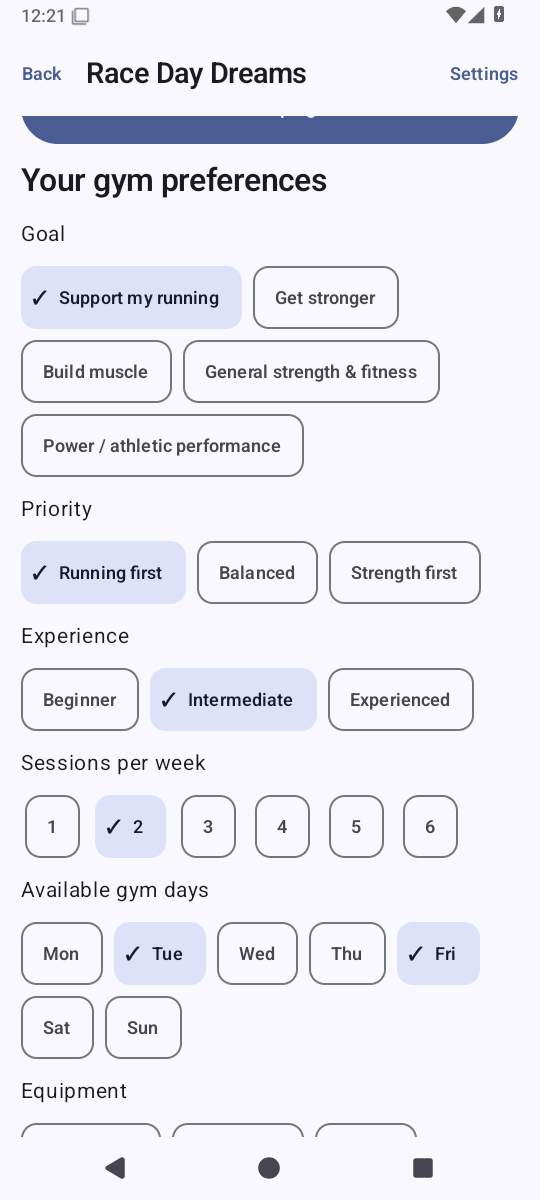 12:21
Back Race Day Dreams Settings
Your gym preferences
Goal
✓ Support my running Get stronger
Build muscle General strength & fitness
Power / athletic performance
Priority
✓ Running first Balanced Strength first
Experience
Beginner ✓ Intermediate Experienced
Sessions per week
1 ✓ 2 3 4 5 6
Available gym days
Mon ✓ Tue Wed Thu ✓ Fri
Sat Sun
Equipment